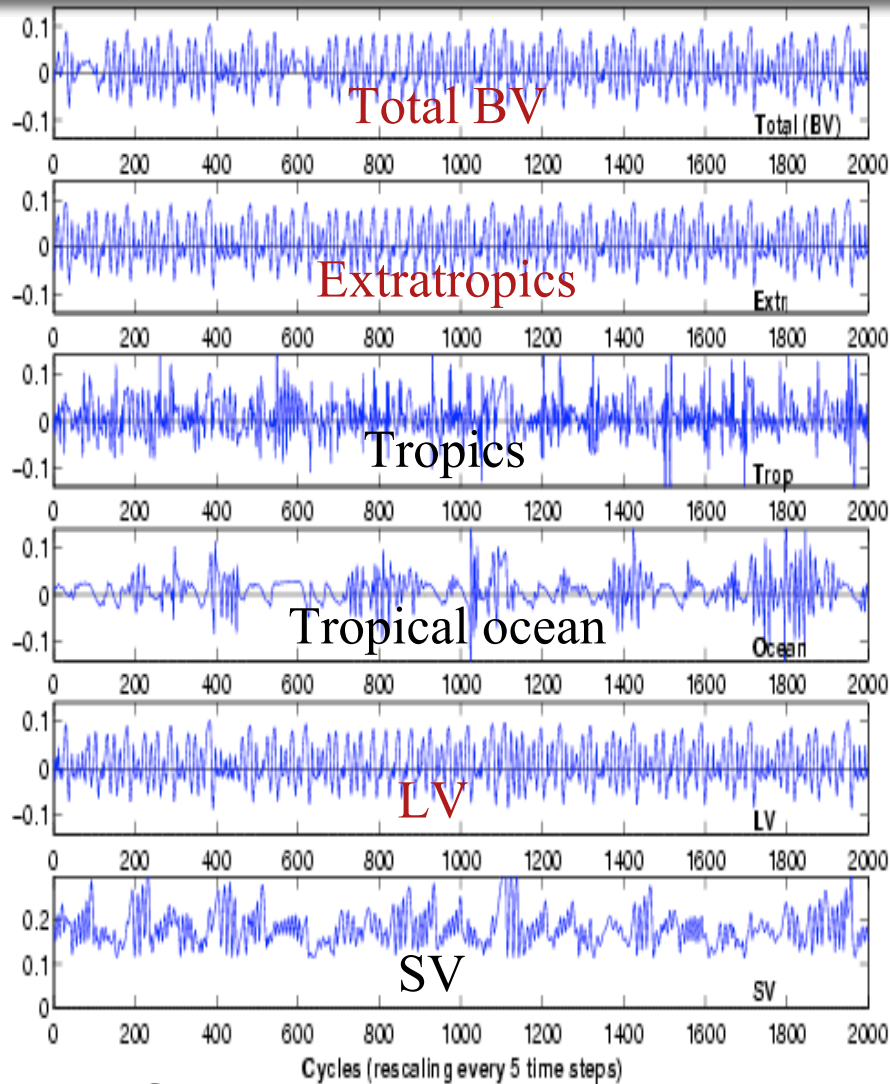 0.1
0
−0.1
Total BV
Total (BV)
0 200 400 600 800 1000 1200 1400 1600 1800 2000
0.1
0
−0.1
Extratropics
Extr
0 200 400 600 800 1000 1200 1400 1600 1800 2000
0.1
0
−0.1
Tropics
Trop
0 200 400 600 800 1000 1200 1400 1600 1800 2000
0.1
0
−0.1
Tropical ocean
Ocean
0 200 400 600 800 1000 1200 1400 1600 1800 2000
0.1
0
−0.1
LV
LV
0 200 400 600 800 1000 1200 1400 1600 1800 2000
0.2
0.1
0
SV
SV
0 200 400 600 800 1000 1200 1400 1600 1800 2000
Cycles (rescaling every 5 time steps)